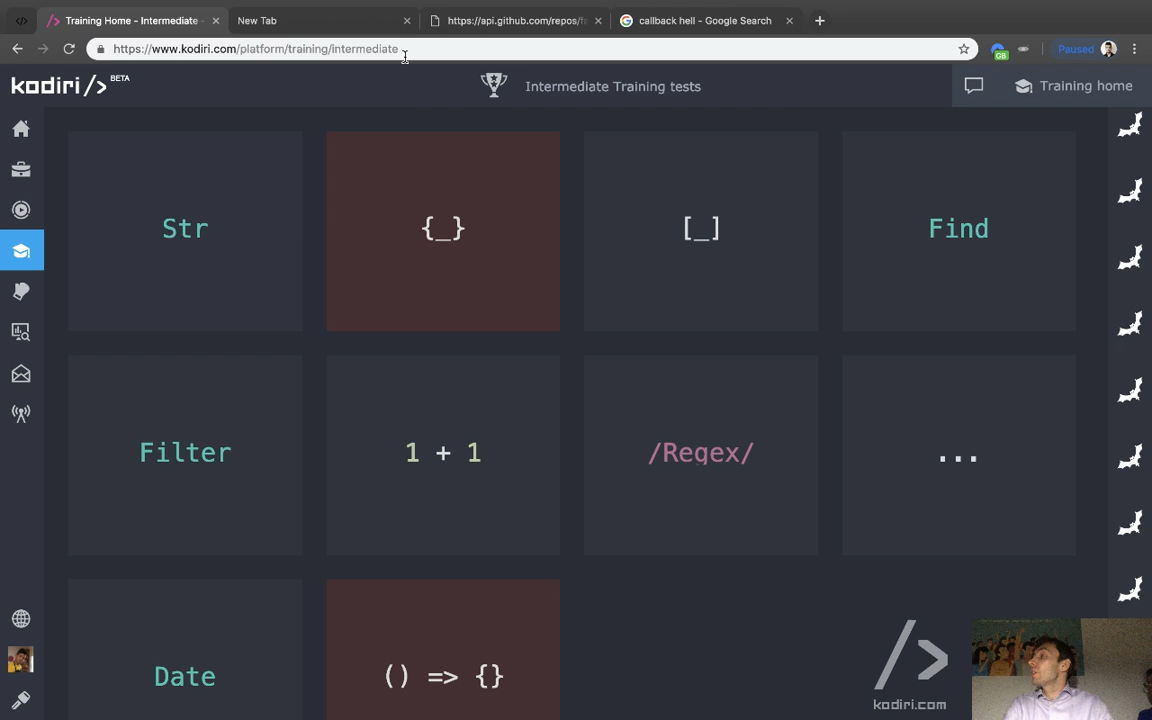 Training Home - Intermediate -
New Tab
https://api.github.com/repos/fa
callback hell - Google Search
https://www.kodiri.com/platform/training/intermediate
GB
Paused
kodiri/> BETA
Intermediate Training tests
Training home
Str
{_}
[_]
Find
Filter
1 + 1
/Regex/
...
Date
() => {}
/>
kodiri.com